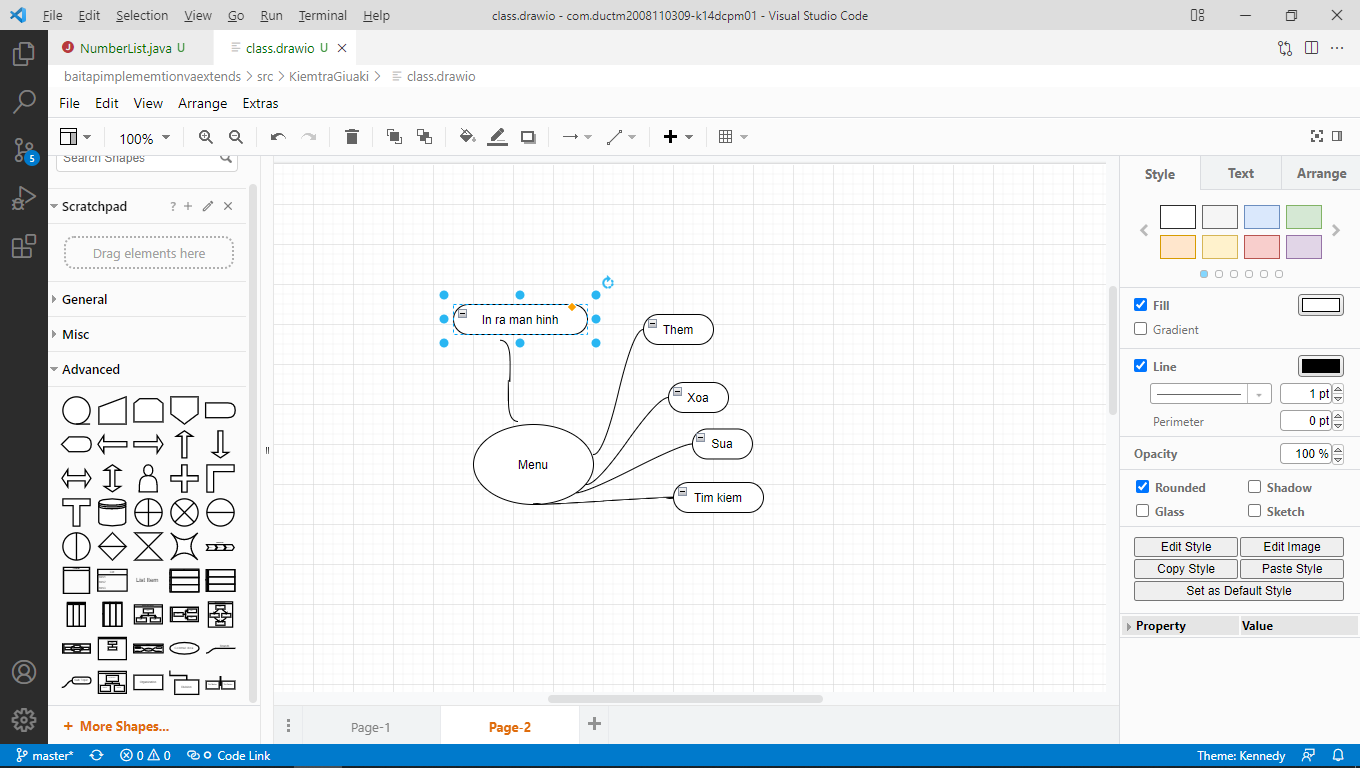 File Edit Selection View Go Run Terminal Help class.drawio - com.ductm2008110309-k14dcpm01 - Visual Studio Code
NumberList.java U class.drawio U
baitapimplememtionvaextends > src > KiemtraGiuaki > class.drawio
File Edit View Arrange Extras
100%
Search Shapes
Scratchpad ?
Drag elements here
General
Misc
Advanced
List Item
More Shapes...
In ra man hinh
Them
Xoa
Sua
Menu
Tim kiem
Page-1 Page-2
Style Text Arrange
Fill
Gradient
Line
1 pt
Perimeter 0 pt
Opacity 100 %
Rounded Shadow
Glass Sketch
Edit Style Edit Image
Copy Style Paste Style
Set as Default Style
Property Value
5
master* 0 0 Code Link Theme: Kennedy